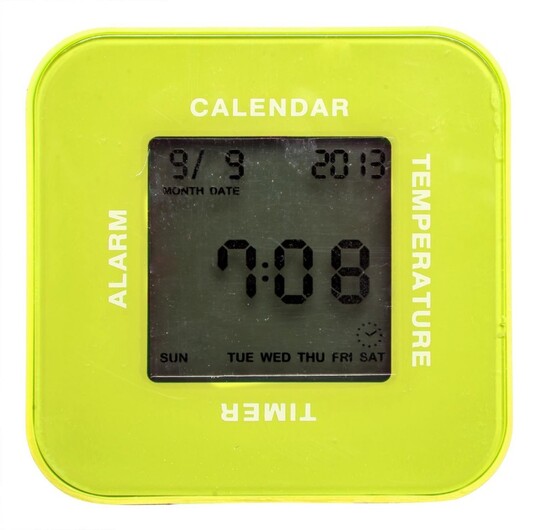 CALENDAR
9/ 9 2013
MONTH DATE
ALARM
TEMPERATURE
7:08
SUN TUE WED THU FRI SAT
TIMER